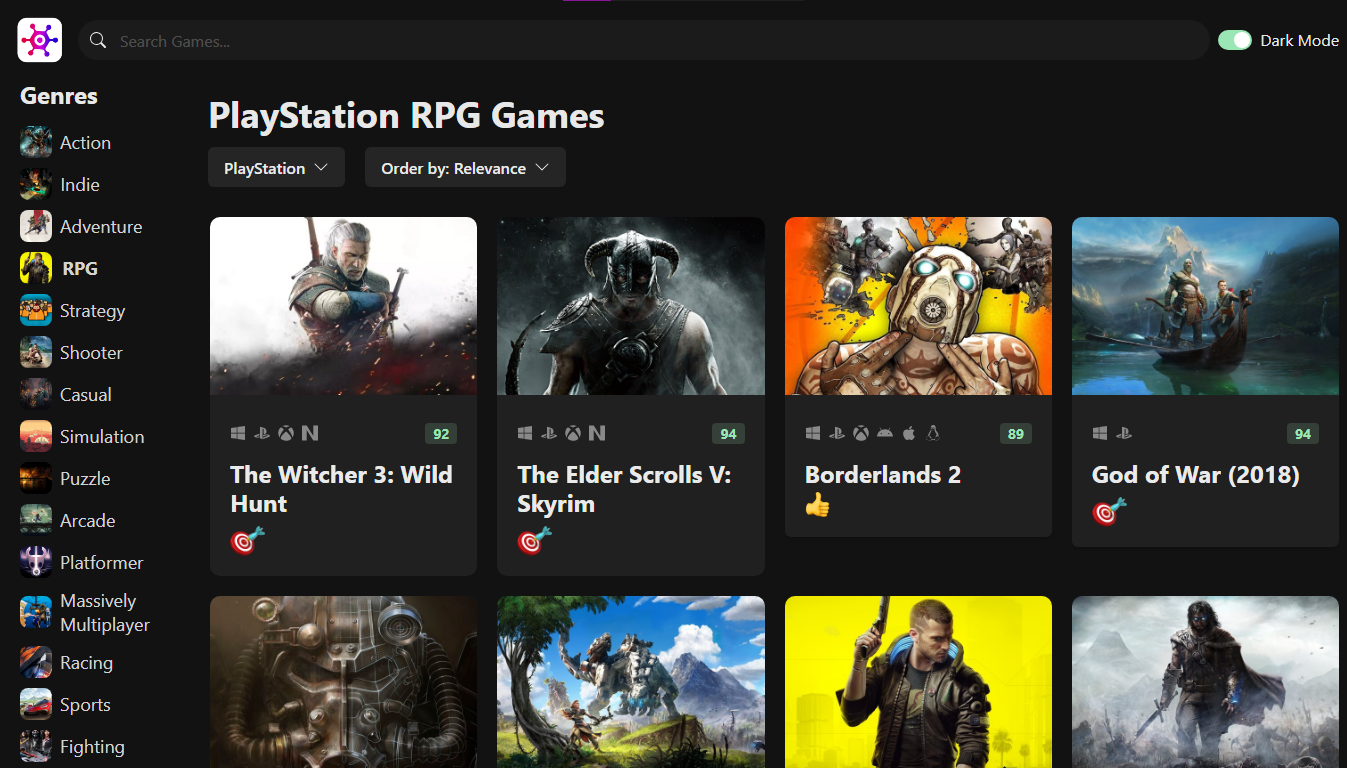 Search Games...
Dark Mode
Genres
Action
Indie
Adventure
RPG
Strategy
Shooter
Casual
Simulation
Puzzle
Arcade
Platformer
Massively
Multiplayer
Racing
Sports
Fighting
PlayStation RPG Games
PlayStation
Order by: Relevance
92
The Witcher 3: Wild
Hunt
94
The Elder Scrolls V:
Skyrim
89
Borderlands 2
94
God of War (2018)